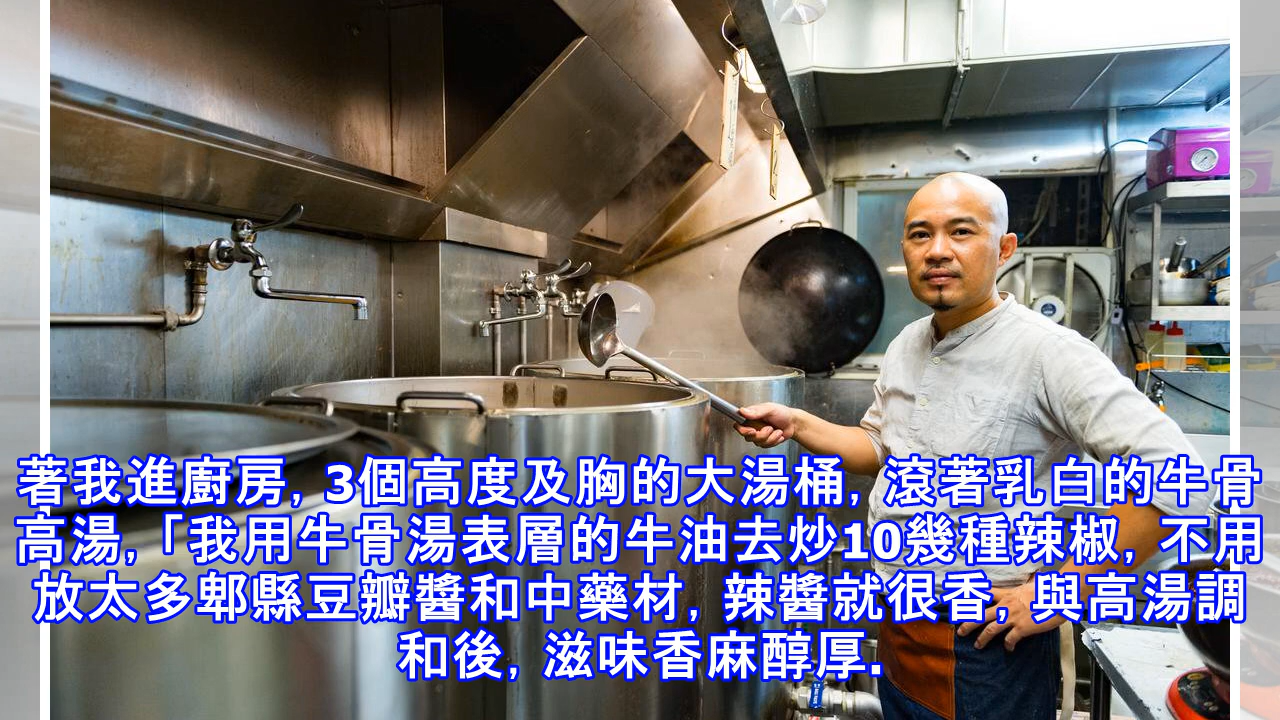 著我進廚房, 3個高度及胸的大湯桶, 滾著乳白的牛骨
高湯,「我用牛骨湯表層的牛油去炒10幾種辣椒, 不用
放太多郫縣豆瓣醬和中藥材, 辣醬就很香, 與高湯調
和後, 滋味香麻醇厚.